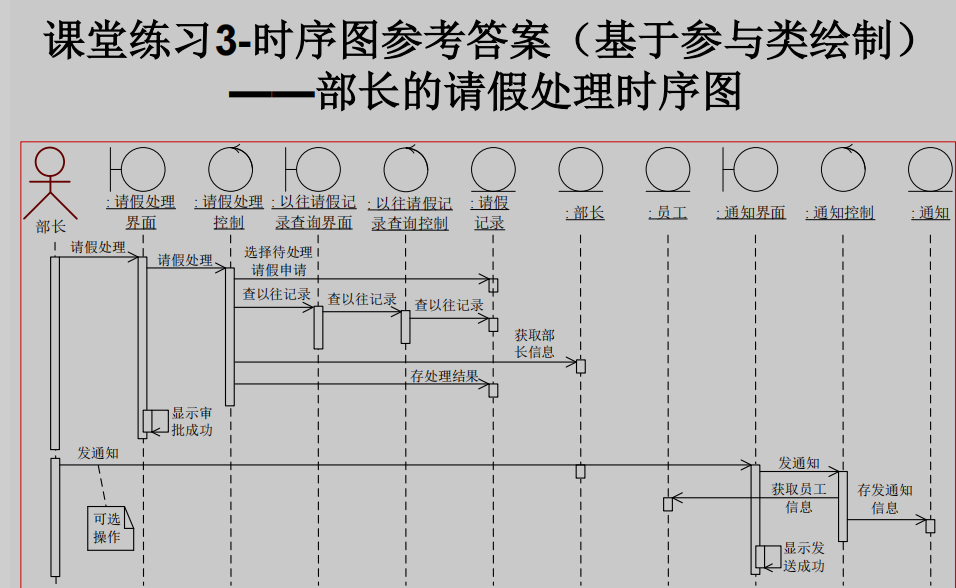 课堂练习3-时序图参考答案（基于参与类绘制）
——部长的请假处理时序图
部长
: 请假处理
界面
: 请假处理
控制
: 以往请假记
录查询界面
: 以往请假记
录查询控制
: 请假
记录
: 部长
: 员工
: 通知界面
: 通知控制
: 通知
请假处理
请假处理
选择待处理
请假申请
查以往记录
查以往记录
查以往记录
获取部
长信息
存处理结果
显示审
批成功
发通知
可选
操作
发通知
获取员工
信息
存发通知
信息
显示发
送成功